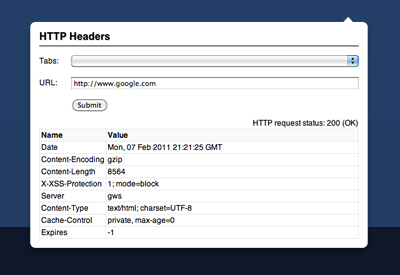 HTTP Headers
Tabs:
URL: http://www.google.com
Submit
HTTP request status: 200 (OK)
Name Value
Date Mon, 07 Feb 2011 21:21:25 GMT
Content-Encoding gzip
Content-Length 8564
X-XSS-Protection 1; mode=block
Server gws
Content-Type text/html; charset=UTF-8
Cache-Control private, max-age=0
Expires -1